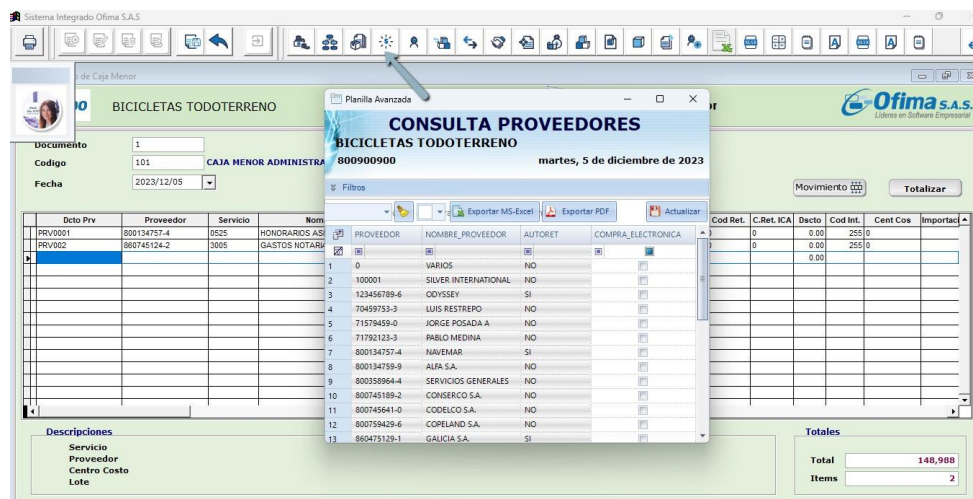 Sistema Integrado Ofima S.A.S
de Caja Menor
BICICLETAS TODOTERRENO
Ofima S.A.S.
Líderes en Software Empresarial
Documento 1
Codigo 101 CAJA MENOR ADMINISTRA
Fecha 2023/12/05
Movimiento Totalizar
Dcto Prv Proveedor Servicio Nom Cod Ret. C.Ret. ICA Dscto Cod Int. Cent Cos Importaci
PRV0001 800134757-4 0525 HONORARIOS ASE 0 0.00 255 0
PRV002 860745124-2 3005 GASTOS NOTARIA 0 0.00 255 0
0.00
Planilla Avanzada
CONSULTA PROVEEDORES
BICICLETAS TODOTERRENO
800900900 martes, 5 de diciembre de 2023
Filtros
Exportar MS-Excel Exportar PDF Actualizar
PROVEEDOR NOMBRE_PROVEEDOR AUTORET COMPRA_ELECTRONICA
1 0 VARIOS NO
2 100001 SILVER INTERNATIONAL NO
3 123456789-6 ODYSSEY SI
4 70459753-3 LUIS RESTREPO NO
5 71579459-0 JORGE POSADA A NO
6 71792123-3 PABLO MEDINA NO
7 800134757-4 NAVEMAR SI
8 800134759-9 ALFA S.A. NO
9 800358964-4 SERVICIOS GENERALES NO
10 800745189-2 CONSERCO S.A. NO
11 800745641-0 CODELCO S.A. NO
12 800759429-6 COPELAND S.A. NO
13 860475129-1 GALICIA S.A. SI
Descripciones
Servicio
Proveedor
Centro Costo
Lote
Totales
Total 148,988
Items 2